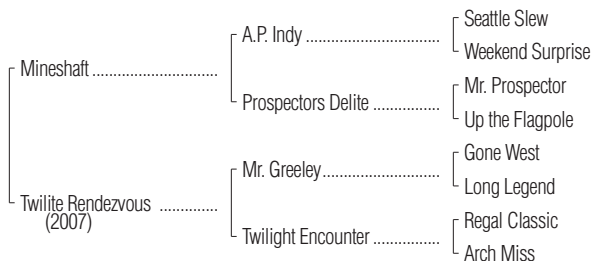 Seattle Slew
A.P. Indy ................................
Weekend Surprise
Mineshaft ..............................
Mr. Prospector
Prospectors Delite ................
Up the Flagpole
Gone West
Mr. Greeley............................
Long Legend
Twilite Rendezvous ..............
(2007)
Regal Classic
Twilight Encounter ................
Arch Miss